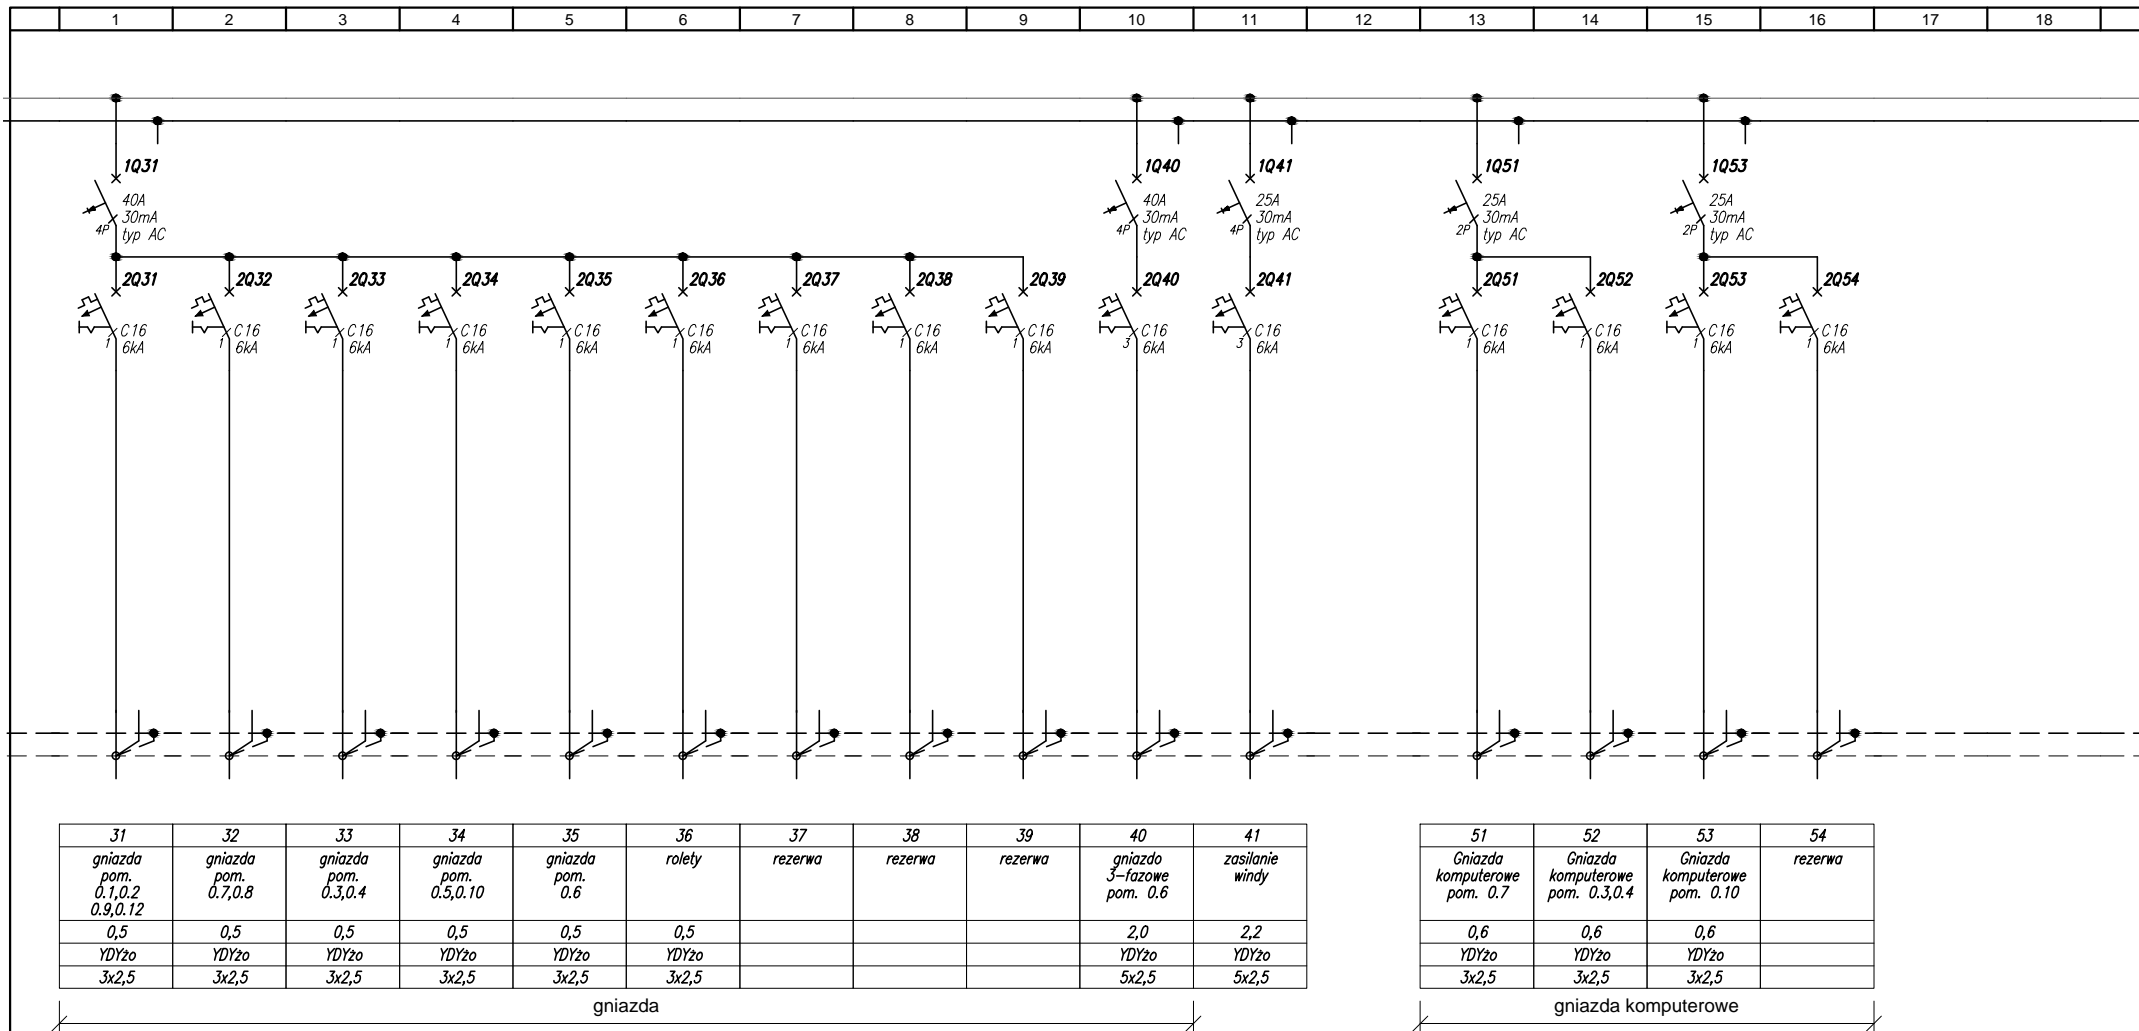 1 2 3 4 5 6 7 8 9 10 11 12 13 14 15 16 17 18
1Q31 1Q40 1Q41 1Q51 1Q53
40A 40A 25A 25A 25A
30mA 30mA 30mA 30mA 30mA
4P typ AC 4P typ AC 4P typ AC 2P typ AC 2P typ AC
2Q31 2Q32 2Q33 2Q34 2Q35 2Q36 2Q37 2Q38 2Q39 2Q40 2Q41 2Q51 2Q52 2Q53 2Q54
C16 C16 C16 C16 C16 C16 C16 C16 C16 C16 C16 C16 C16 C16 C16
1 6kA 1 6kA 1 6kA 1 6kA 1 6kA 1 6kA 1 6kA 1 6kA 1 6kA 3 6kA 3 6kA 1 6kA 1 6kA 1 6kA 1 6kA
31 32 33 34 35 36 37 38 39 40 41 51 52 53 54
gniazda gniazda gniazda gniazda gniazda rolety rezerwa rezerwa rezerwa gniazdo zasilanie Gniazda Gniazda Gniazda rezerwa
pom. pom. pom. pom. pom. 3-fazowe windy komputerowe komputerowe komputerowe
0.1,0.2 0.7,0.8 0.3,0.4 0.5,0.10 0.6 pom. 0.6 pom. 0.7 pom. 0.3,0.4 pom. 0.10
0.9,0.12
0,5 0,5 0,5 0,5 0,5 0,5 2,0 2,2 0,6 0,6 0,6
YDYżo YDYżo YDYżo YDYżo YDYżo YDYżo YDYżo YDYżo YDYżo YDYżo YDYżo
3x2,5 3x2,5 3x2,5 3x2,5 3x2,5 3x2,5 5x2,5 5x2,5 3x2,5 3x2,5 3x2,5
gniazda gniazda komputerowe